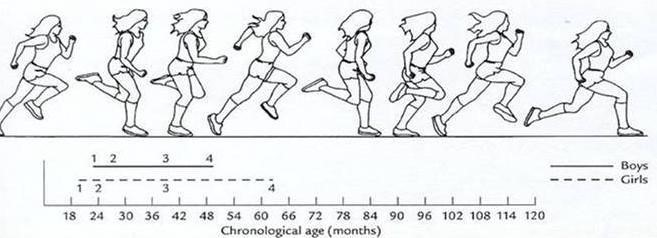 1 2 3 4
Boys
Girls
1 2 3 4
18 24 30 36 42 48 54 60 66 72 78 84 90 96 102 108 114 120
Chronological age (months)